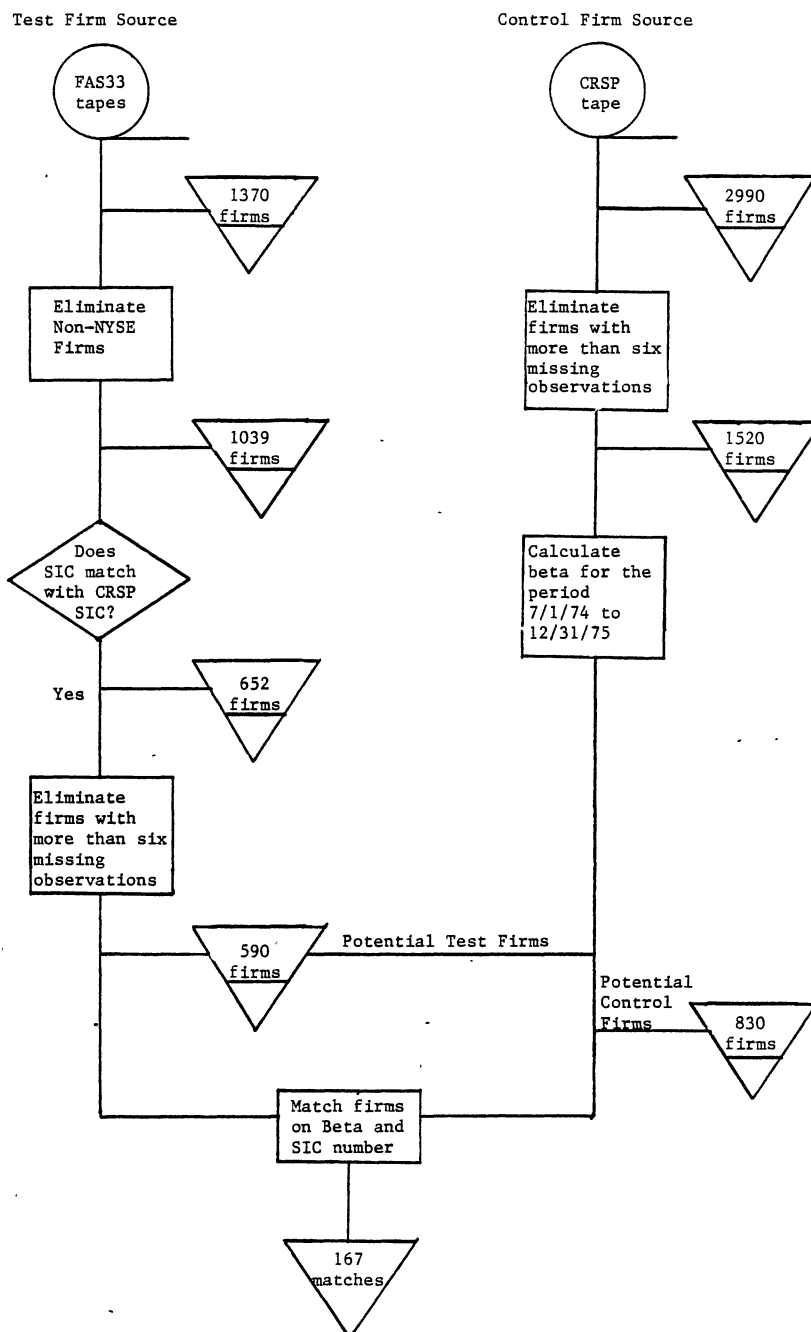 Test Firm Source
Control Firm Source
FAS33
tapes
CRSP
tape
1370
firms
2990
firms
Eliminate
Non-NYSE
Firms
Eliminate
firms with
more than six
missing
observations
1039
firms
1520
firms
Does
SIC match
with CRSP
SIC?
Calculate
beta for the
period
7/1/74 to
12/31/75
Yes
652
firms
Eliminate
firms with
more than six
missing
observations
590
firms
Potential Test Firms
Potential
Control
Firms
830
firms
Match firms
on Beta and
SIC number
167
matches